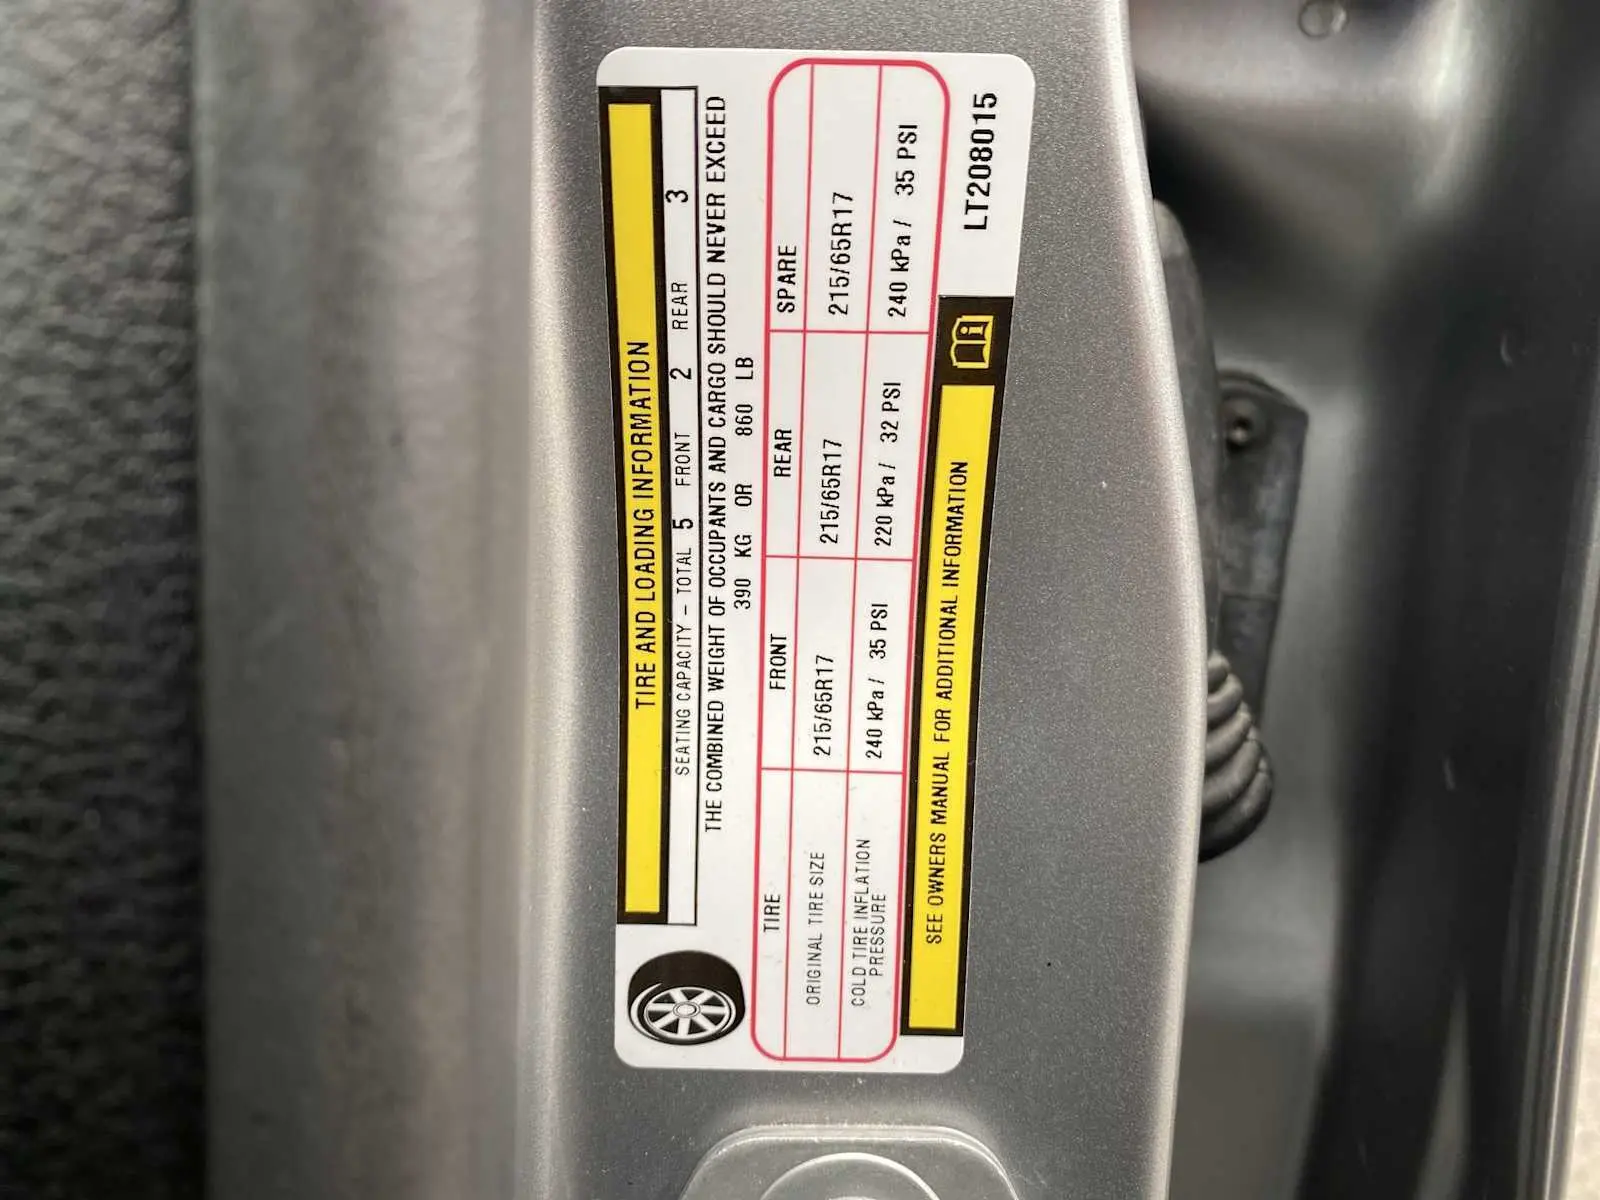 TIRE AND LOADING INFORMATION
SEATING CAPACITY - TOTAL 5 FRONT 2 REAR 3
THE COMBINED WEIGHT OF OCCUPANTS AND CARGO SHOULD NEVER EXCEED
390 KG OR 860 LB
TIRE FRONT REAR SPARE
ORIGINAL TIRE SIZE 215/65R17 215/65R17 215/65R17
COLD TIRE INFLATION
PRESSURE 240 kPa / 35 PSI 220 kPa / 32 PSI 240 kPa / 35 PSI
SEE OWNERS MANUAL FOR ADDITIONAL INFORMATION
LT208015